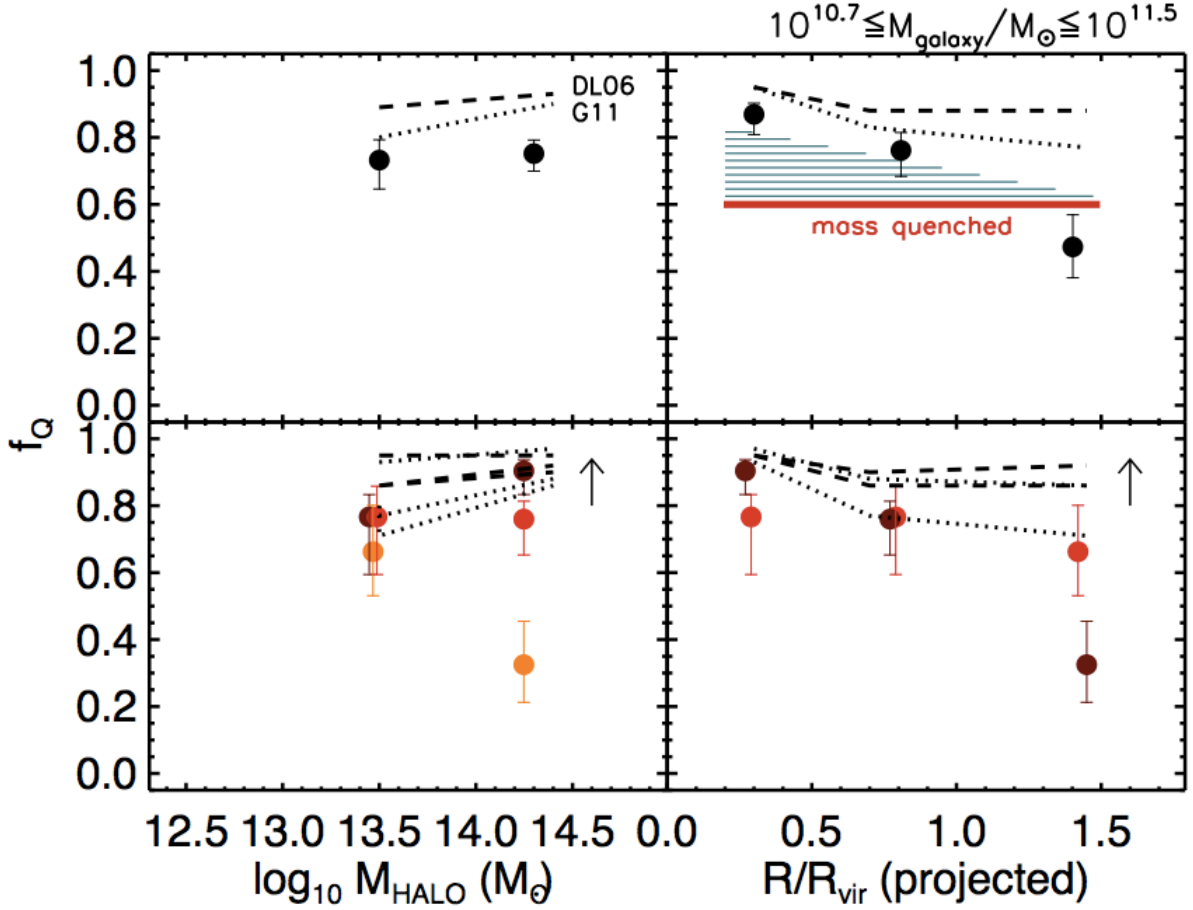 10^10.7≦M_galaxy/M_⊙≦10^11.5
1.0
0.8
0.6
0.4
0.2
0.0
DL06
G11
mass quenched
f_Q
1.0
0.8
0.6
0.4
0.2
0.0
12.5 13.0 13.5 14.0 14.5 0.0 0.5 1.0 1.5
log_10 M_HALO (M_⊙) R/R_vir (projected)